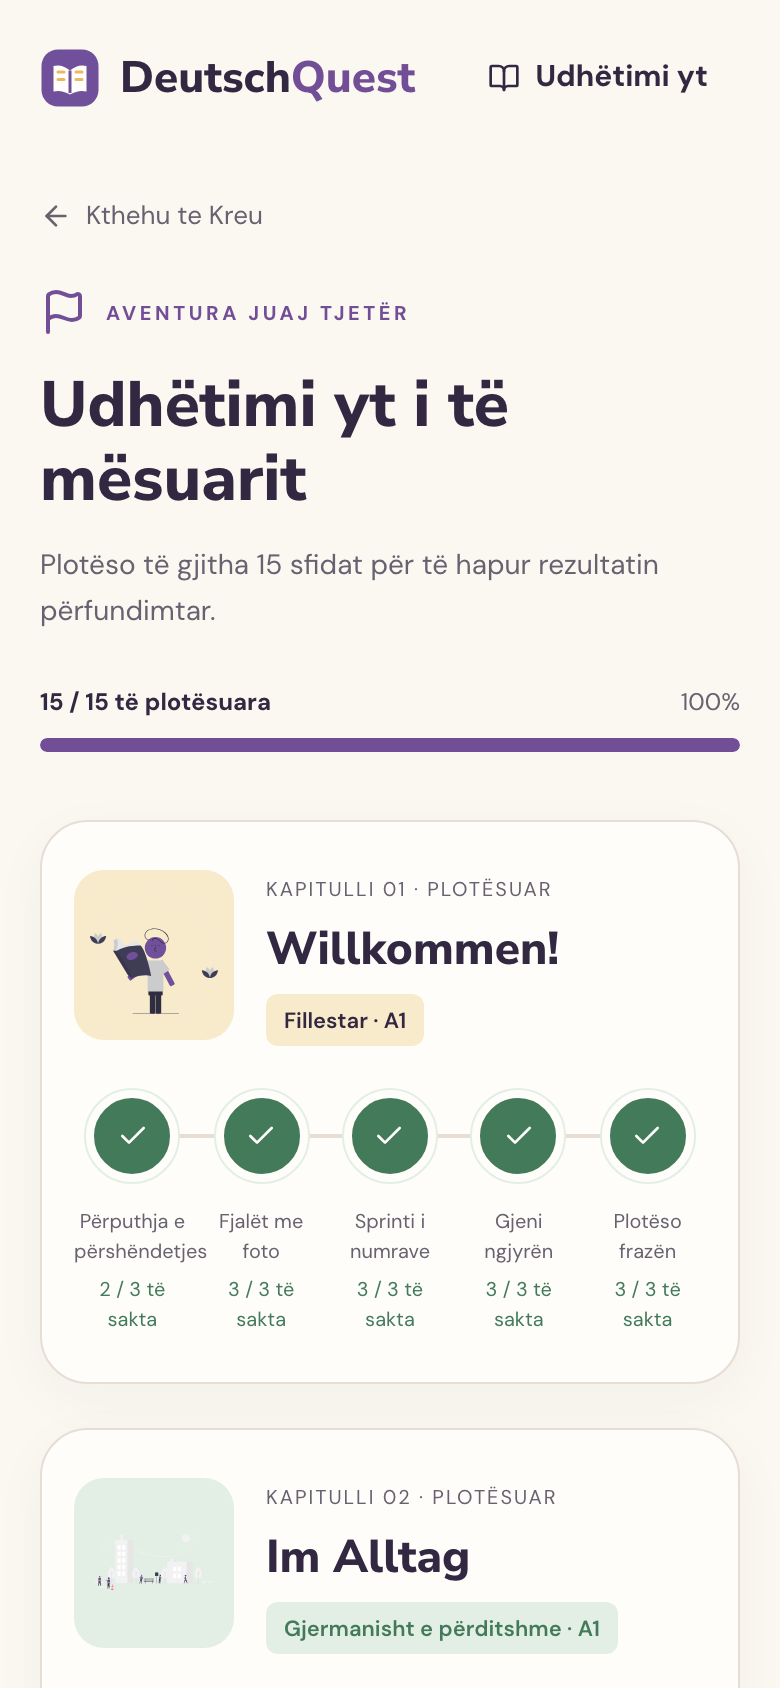 DeutschQuest
Udhëtimi yt
Kthehu te Kreu
AVENTURA JUAJ TJETËR
Udhëtimi yt i të
mësuarit
Plotëso të gjitha 15 sfidat për të hapur rezultatin
përfundimtar.
15 / 15 të plotësuara
100%
KAPITULLI 01 · PLOTËSUAR
Willkommen!
Fillestar · A1
Përputhja e
përshëndetjes
2 / 3 të
sakta
Fjalët me
foto
3 / 3 të
sakta
Sprinti i
numrave
3 / 3 të
sakta
Gjeni
ngjyrën
3 / 3 të
sakta
Plotëso
frazën
3 / 3 të
sakta
KAPITULLI 02 · PLOTËSUAR
Im Alltag
Gjermanisht e përditshme · A1